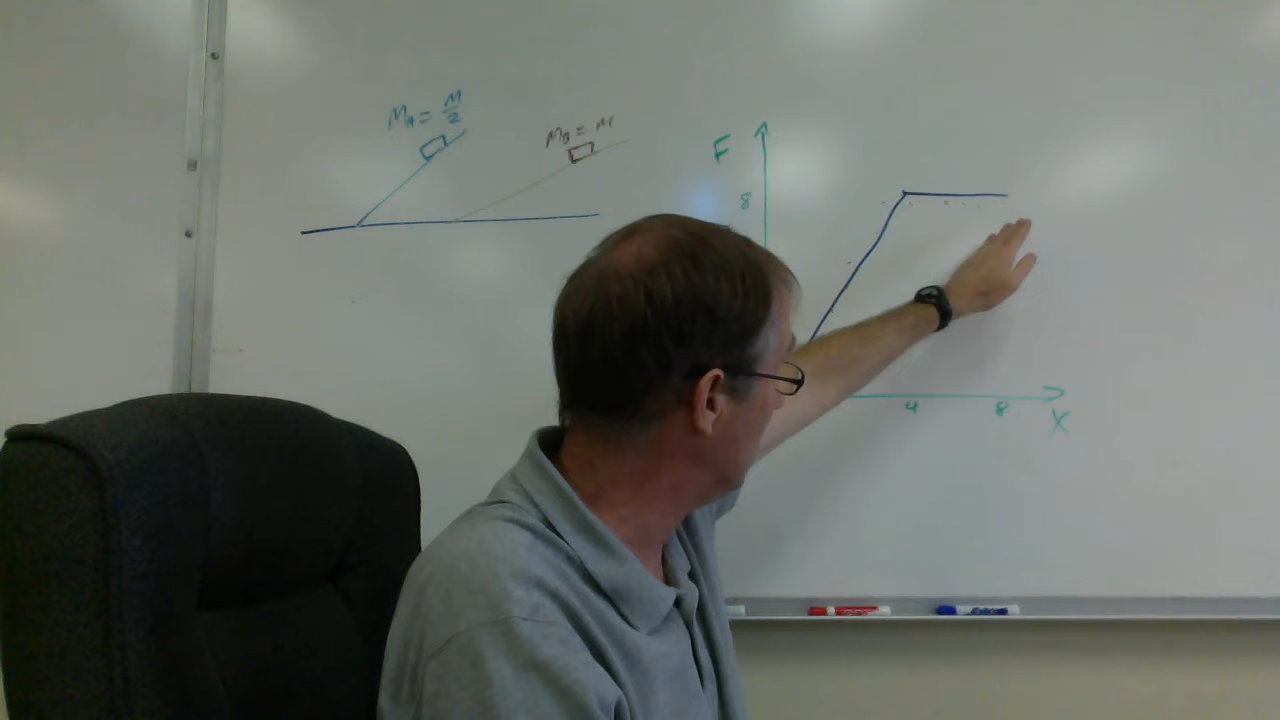 M_A = M/2
M_B = M
F
8
4
8
X